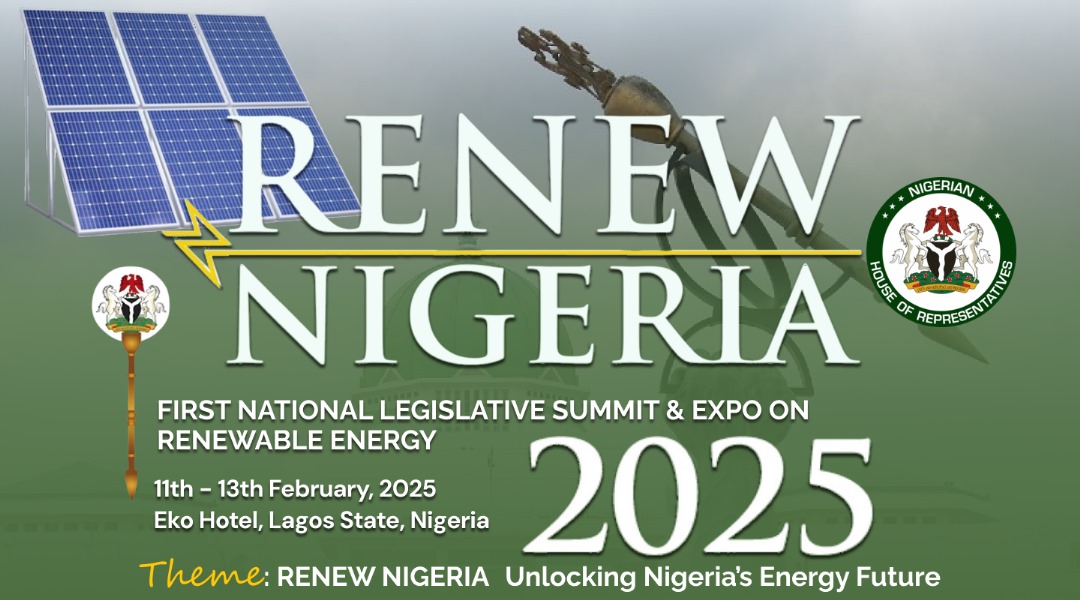 RENEW
NIGERIA
NIGERIAN
HOUSE OF REPRESENTATIVES
FIRST NATIONAL LEGISLATIVE SUMMIT & EXPO ON
RENEWABLE ENERGY
2025
11th – 13th February, 2025
Eko Hotel, Lagos State, Nigeria
Theme: RENEW NIGERIA Unlocking Nigeria's Energy Future